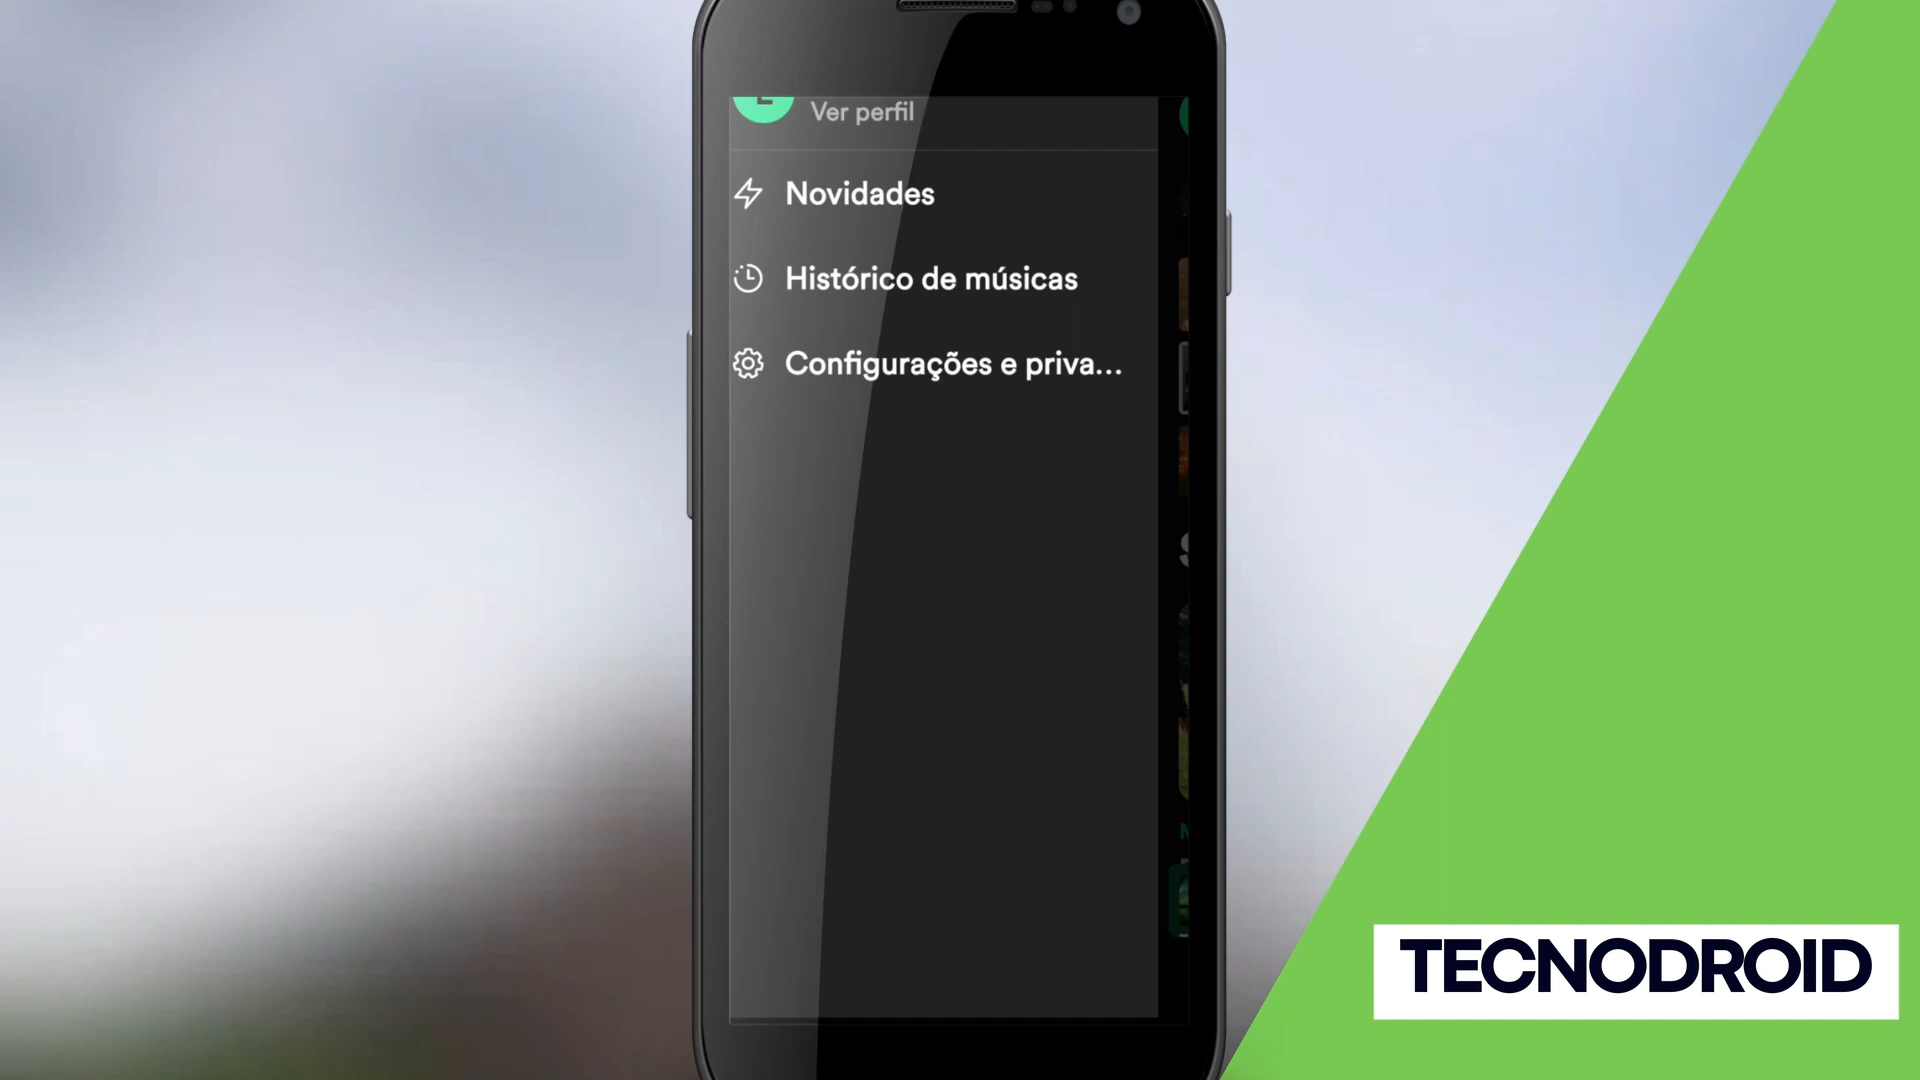 Ver perfil
Novidades
Histórico de músicas
Configurações e priva...
TECNODROID